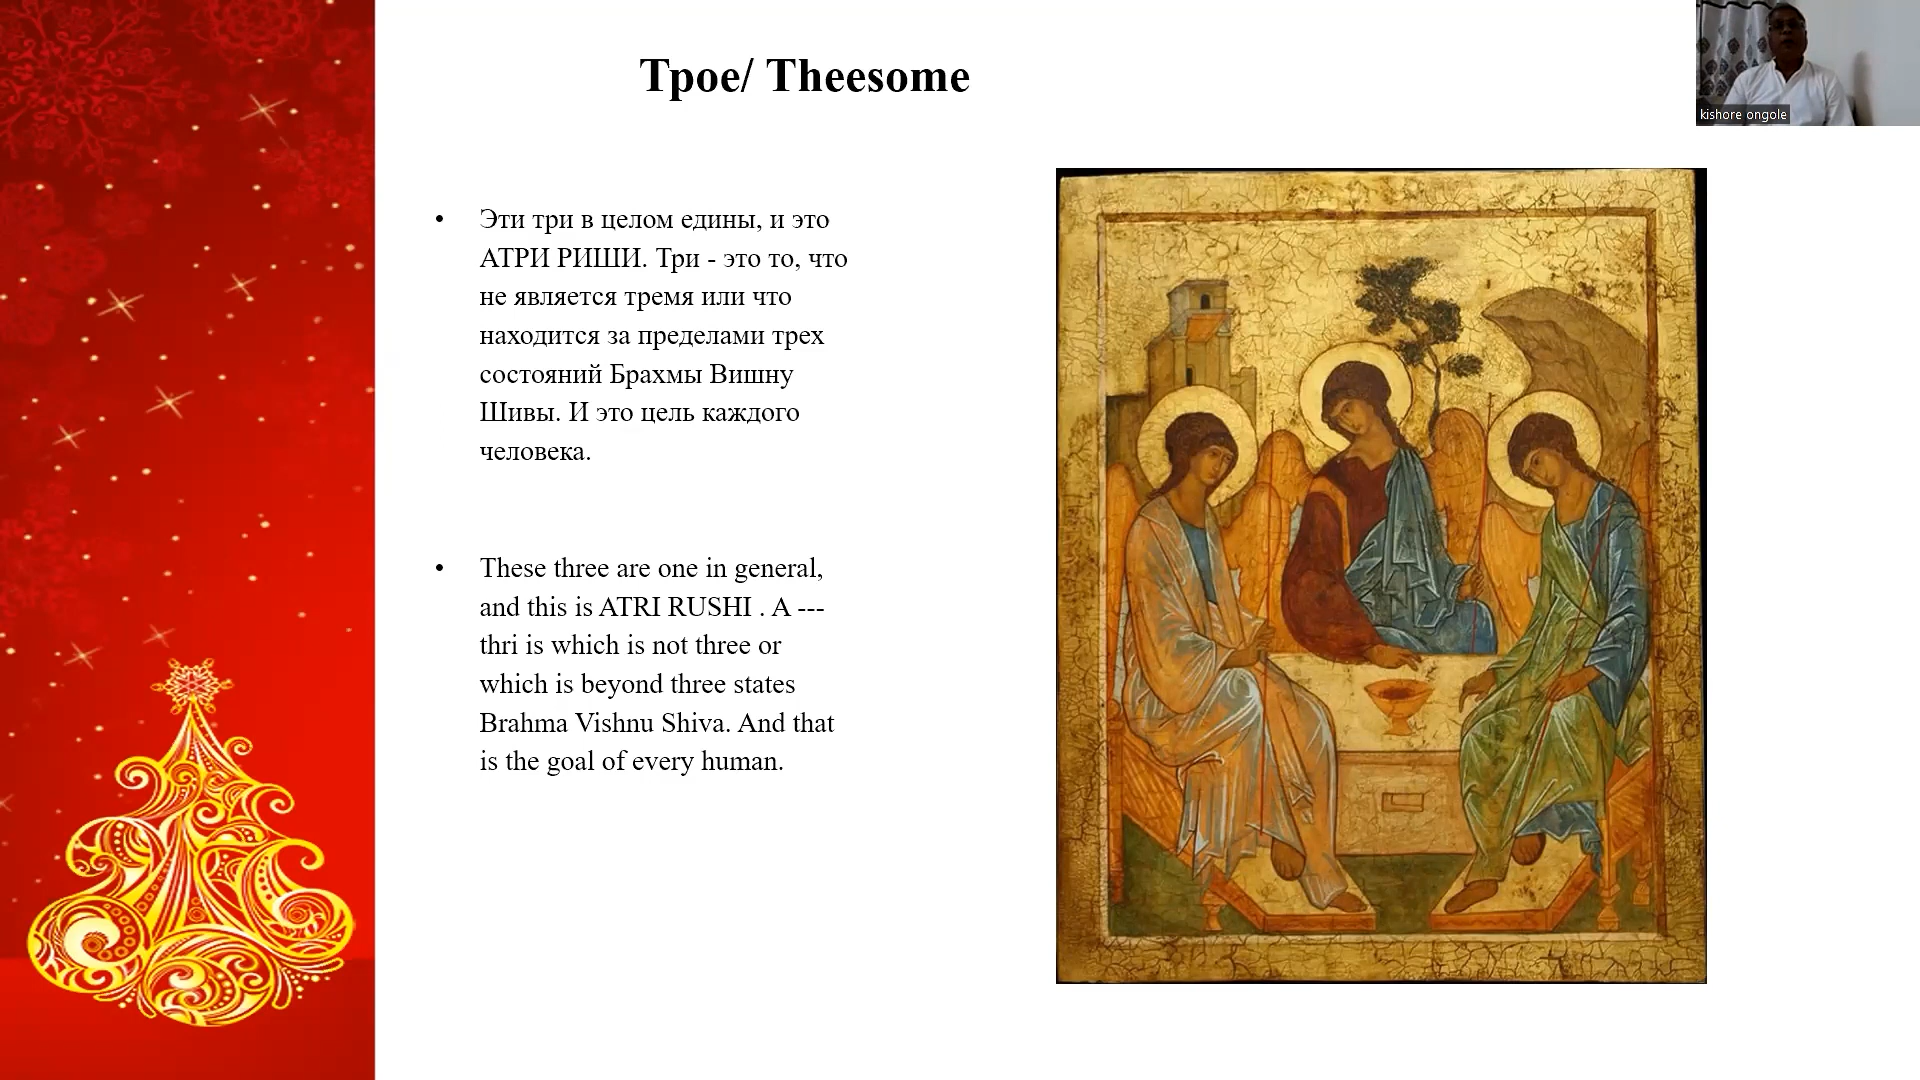 Трое/ Theesome
kishore ongole
• Эти три в целом едины, и это
АТРИ РИШИ. Три - это то, что
не является тремя или что
находится за пределами трех
состояний Брахмы Вишну
Шивы. И это цель каждого
человека.
• These three are one in general,
and this is ATRI RUSHI . A ---
thri is which is not three or
which is beyond three states
Brahma Vishnu Shiva. And that
is the goal of every human.